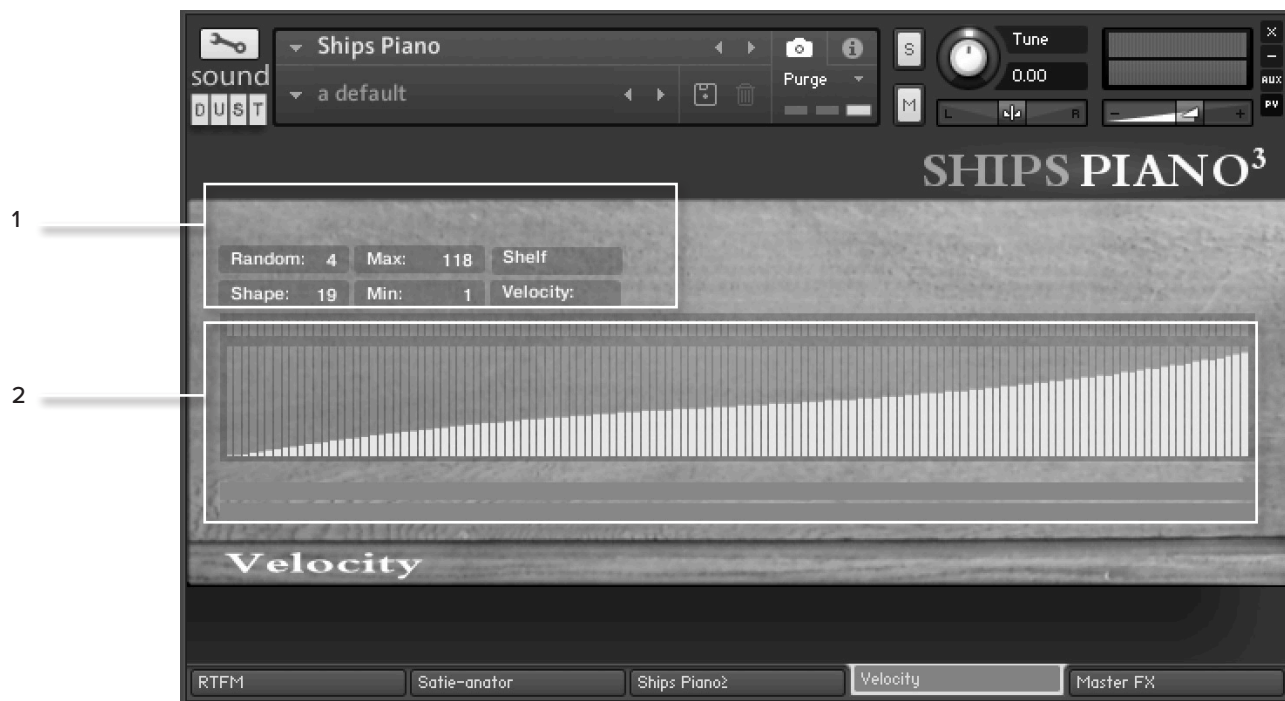 Ships Piano
S
Tune
X
sound
Purge
0.00
AUX
DUST
a default
M
L
R
-
+
PV
SHIPS PIANO³
1
Random: 4
Max: 118
Shelf
Shape: 19
Min: 1
Velocity:
2
Velocity
RTFM
Satie-anator
Ships Piano2
Velocity
Master FX